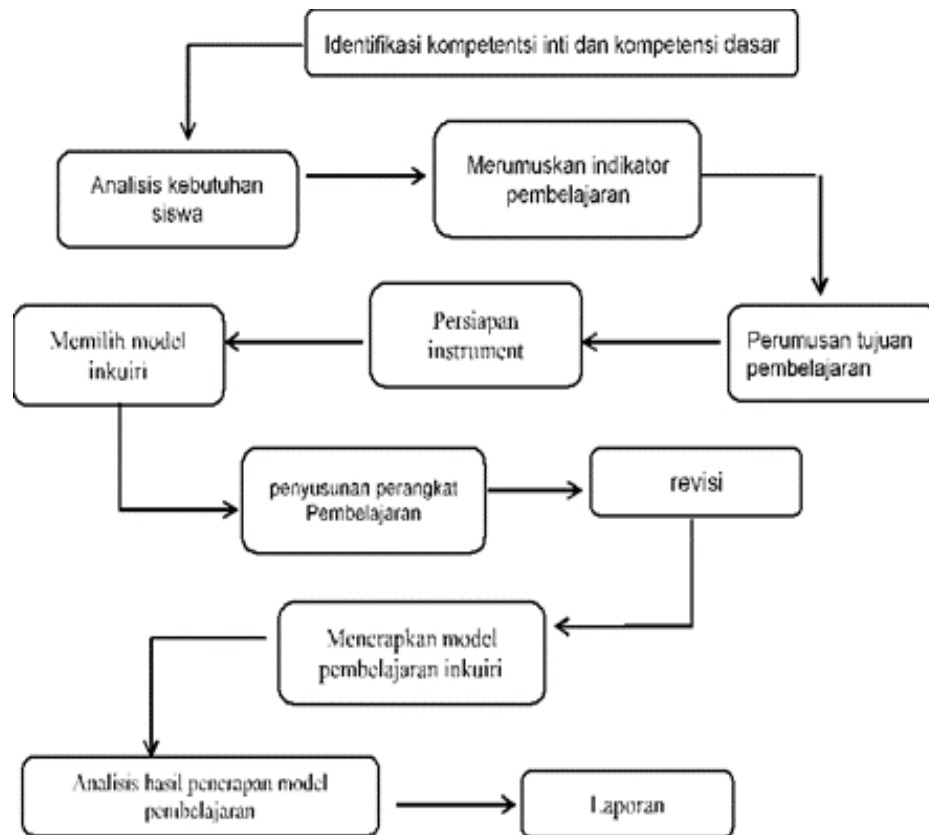 Identifikasi kompetentsi inti dan kompetensi dasar
Analisis kebutuhan
siswa
Merumuskan indikator
pembelajaran
Perumusan tujuan
pembelajaran
Persiapan
instrument
Memilih model
inkuiri
penyusunan perangkat
Pembelajaran
revisi
Menerapkan model
pembelajaran inkuiri
Analisis hasil penerapan model
pembelajaran
Laporan